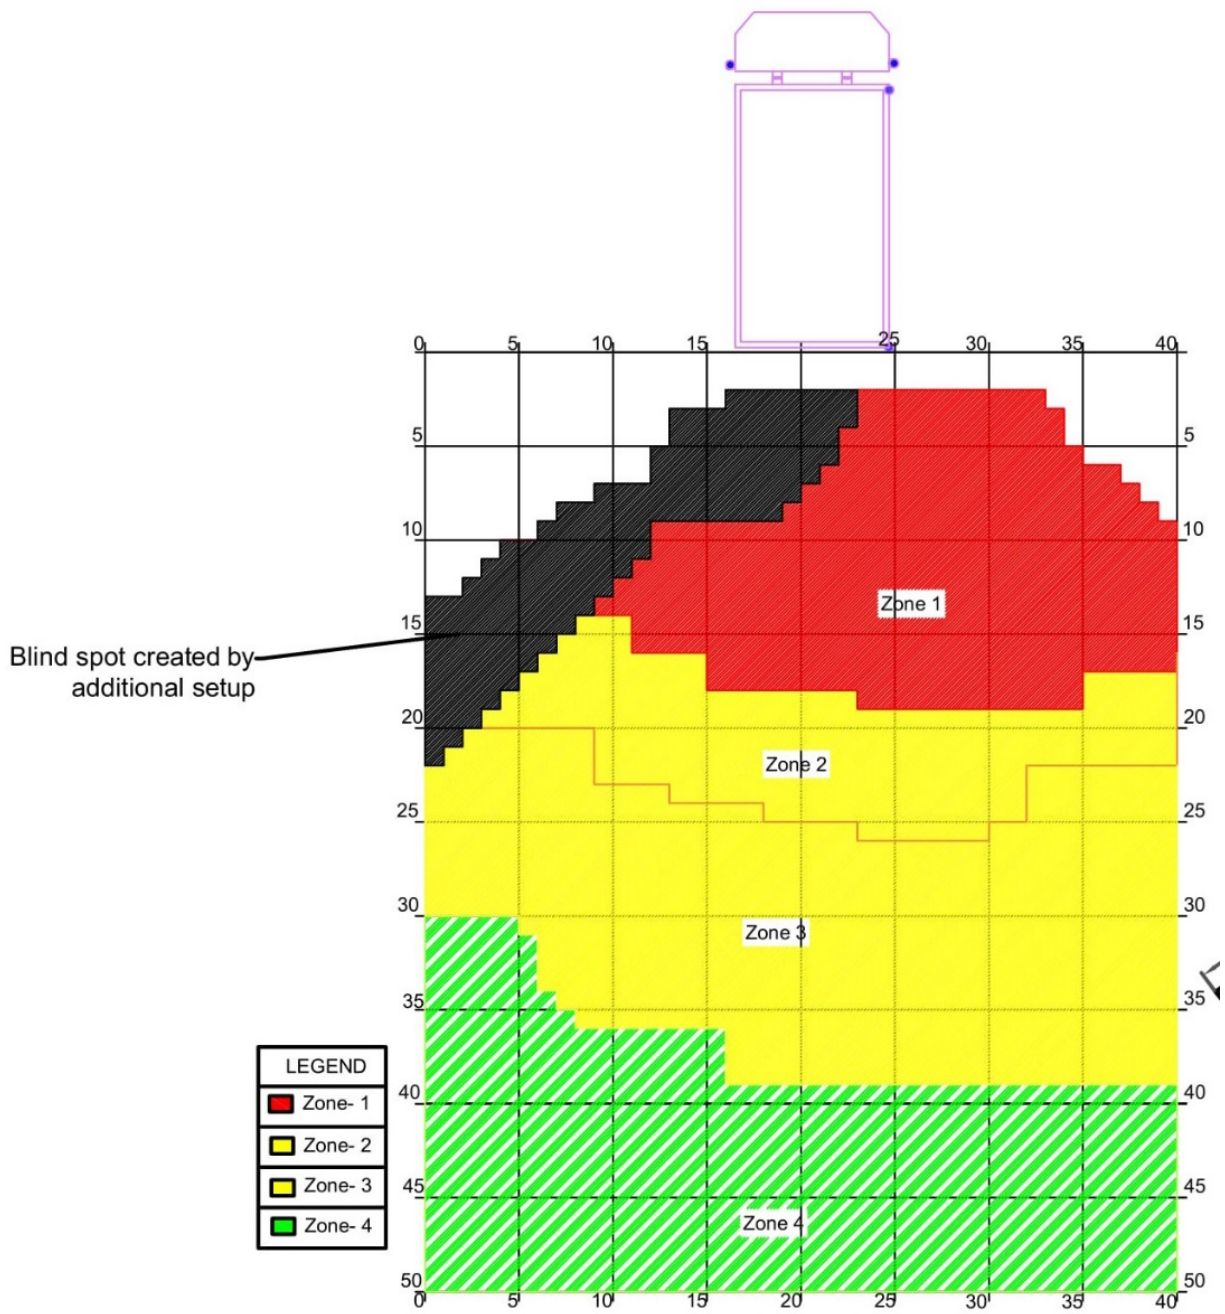 0 5 10 15 20 25 30 35 40
5 5
10 10
Zone 1
15 15
Blind spot created by
additional setup
20 20
Zone 2
25 25
30 30
Zone 3
35 35
LEGEND
Zone- 1
Zone- 2
Zone- 3
Zone- 4
40 40
45 45
Zone 4
50 50
0 5 10 15 20 25 30 35 40